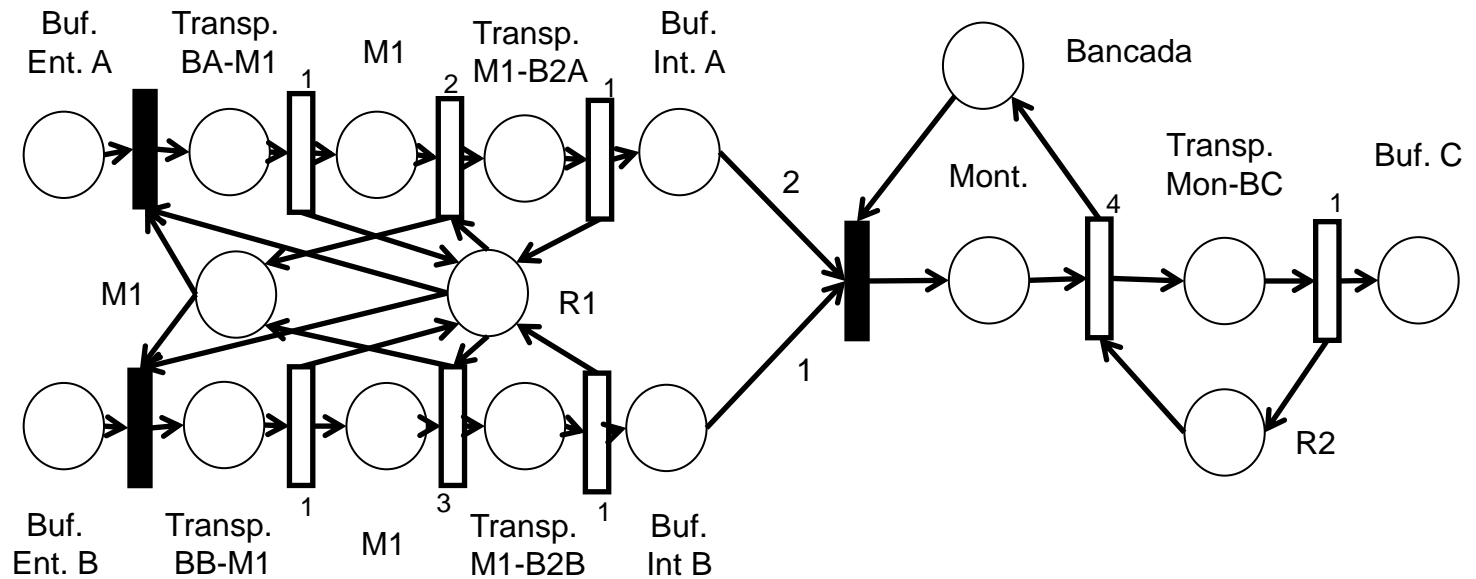 Buf.
Ent. A
Transp.
BA-M1
M1
Transp.
M1-B2A
Buf.
Int. A
Bancada
1
2
1
2
Mont.
Transp.
Mon-BC
Buf. C
4
1
M1
R1
1
R2
1
3
1
Buf.
Ent. B
Transp.
BB-M1
M1
Transp.
M1-B2B
Buf.
Int B